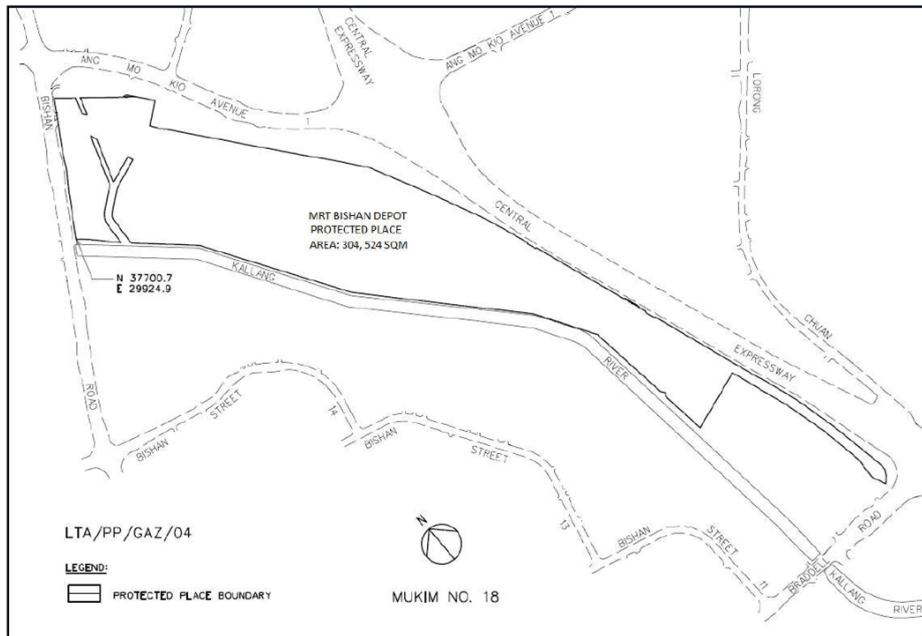 ANG MO KIO AVENUE 1
CENTRAL EXPRESSWAY
ANG MO KIO AVENUE 1
LORONG CHUAN
BISHAN ROAD
MRT BISHAN DEPOT
PROTECTED PLACE
AREA: 304, 524 SQM
CENTRAL EXPRESSWAY
KALLANG RIVER
N 37700.7
E 29924.9
BISHAN STREET 14
BISHAN STREET 13
BISHAN STREET 11
BRADDELL ROAD
KALLANG RIVER
LTA/PP/GAZ/04
N
LEGEND:
PROTECTED PLACE BOUNDARY
MUKIM NO. 18